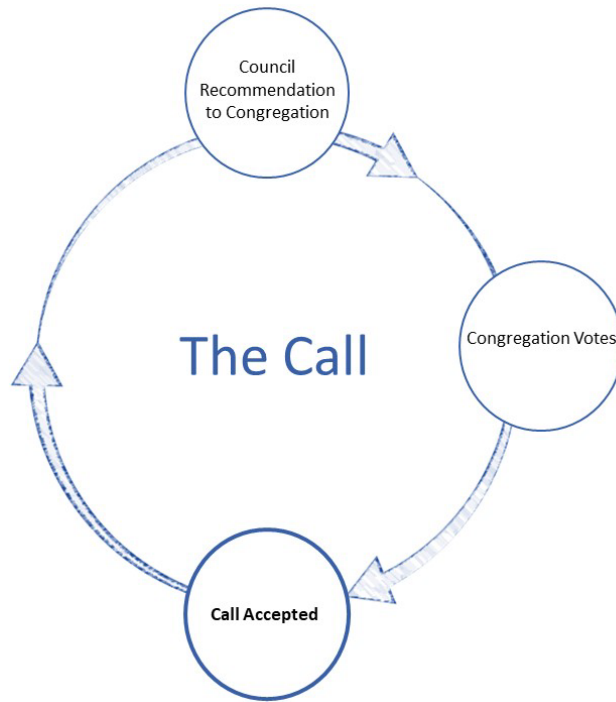 Council
Recommendation
to Congregation
The Call
Congregation Votes
Call Accepted